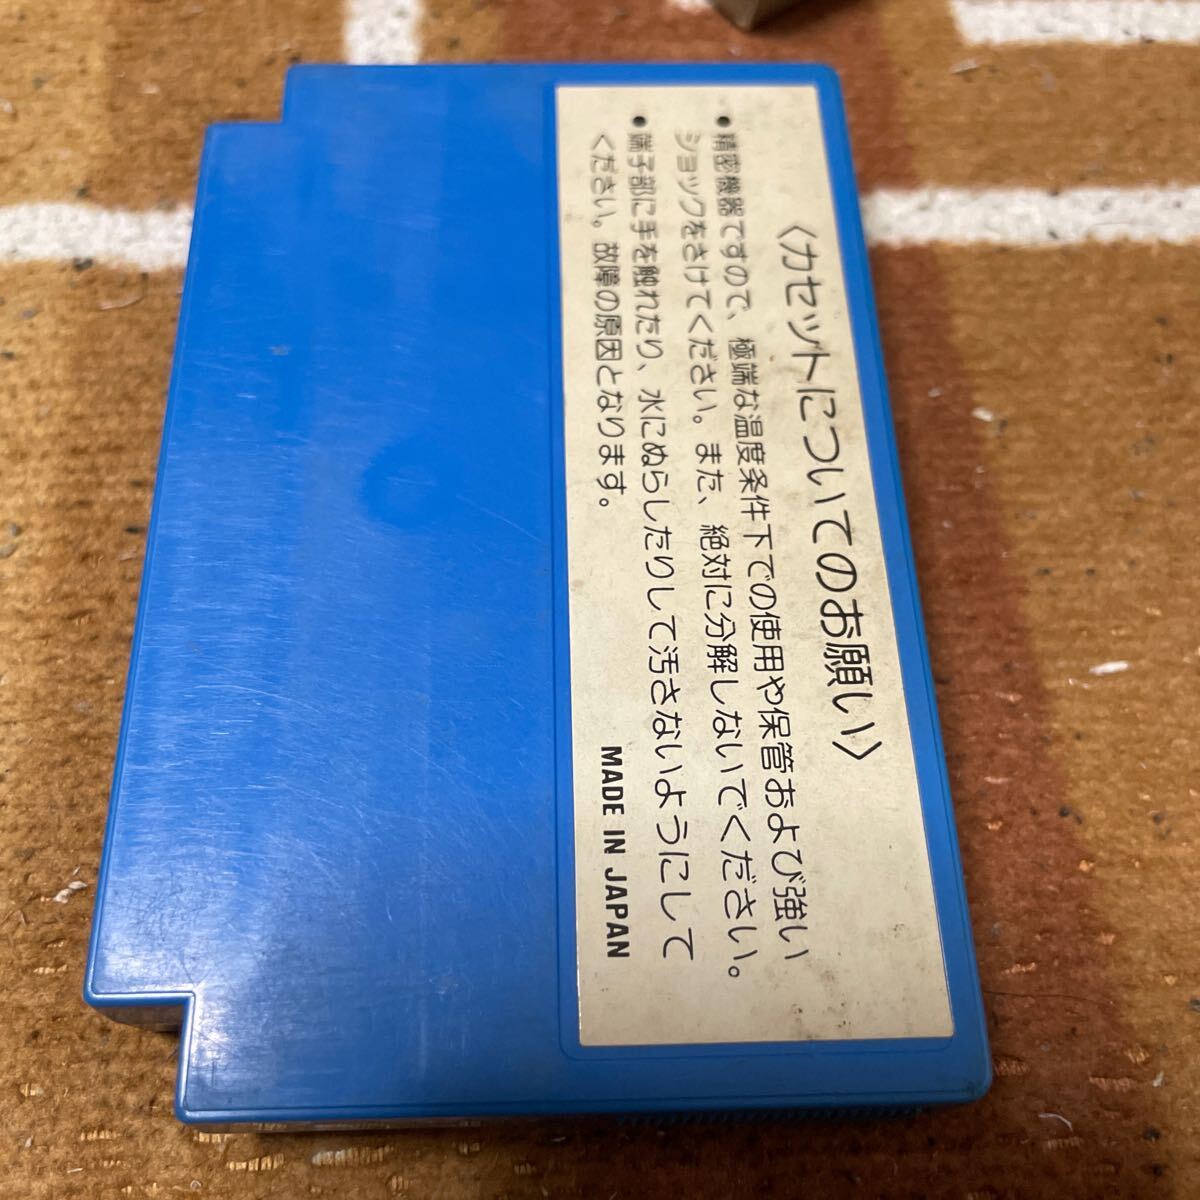 〈カセットについてのお願い〉
●精密機器ですので、極端な温度条件下での使用や保管および強い
ショックをさけてください。また、絶対に分解しないでください。
●端子部に手を触れたり、水にぬらしたりして汚さないようにして
ください。故障の原因となります。
MADE IN JAPAN